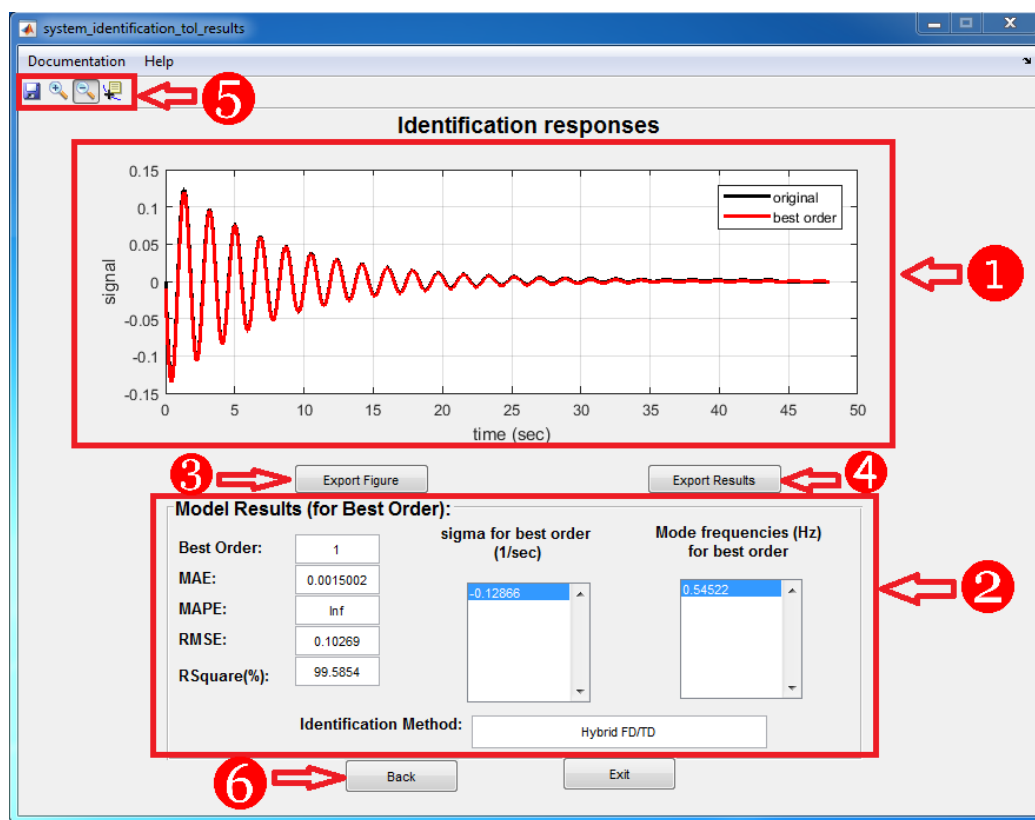 system_identification_tol_results
Documentation Help
5
Identification responses
0.15
0.1
0.05
0
-0.05
-0.1
-0.15
signal
original
best order
1
0 5 10 15 20 25 30 35 40 45 50
time (sec)
3 Export Figure
Export Results 4
Model Results (for Best Order):
Best Order: 1
MAE: 0.0015002
MAPE: Inf
RMSE: 0.10269
RSquare(%): 99.5854
sigma for best order
(1/sec)
-0.12866
Mode frequencies (Hz)
for best order
0.54522
2
Identification Method: Hybrid FD/TD
6 Back Exit